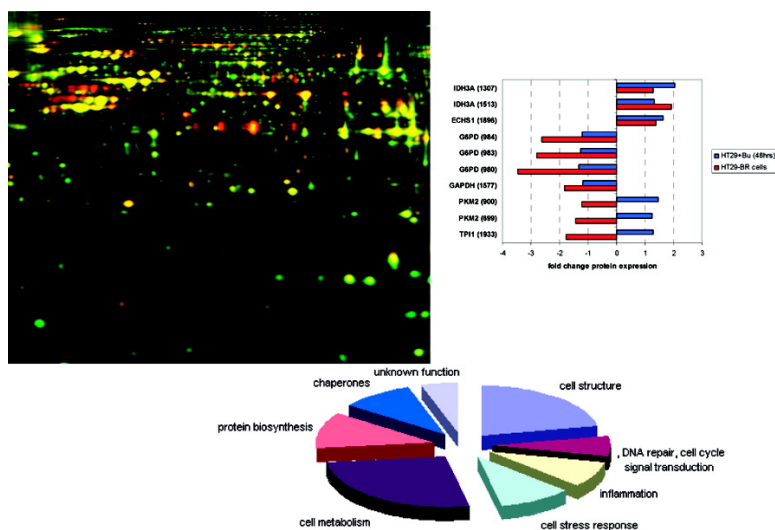 IDH3A (1307)
IDH3A (1513)
ECHS1 (1896)
G6PD (984)
G6PD (983)
G6PD (980)
GAPDH (1577)
PKM2 (900)
PKM2 (899)
TPI1 (1933)
HT29+Bu (48hrs)
HT29-BR cells
-4 -3 -2 -1 0 1 2 3
fold change protein expression
unknown function
chaperones
cell structure
protein biosynthesis
, DNA repair, cell cycle
signal transduction
inflammation
cell metabolism
cell stress response